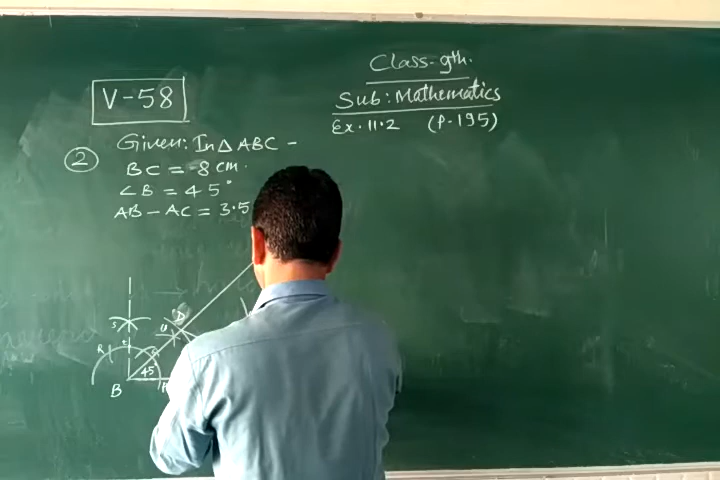 Class-9th.
Sub: Mathematics
Ex. 11.2 (P-195)
V-58
2 Given: In △ ABC -
BC = 8 cm.
∠B = 45°
AB - AC = 3.5
S
D
R
45
B